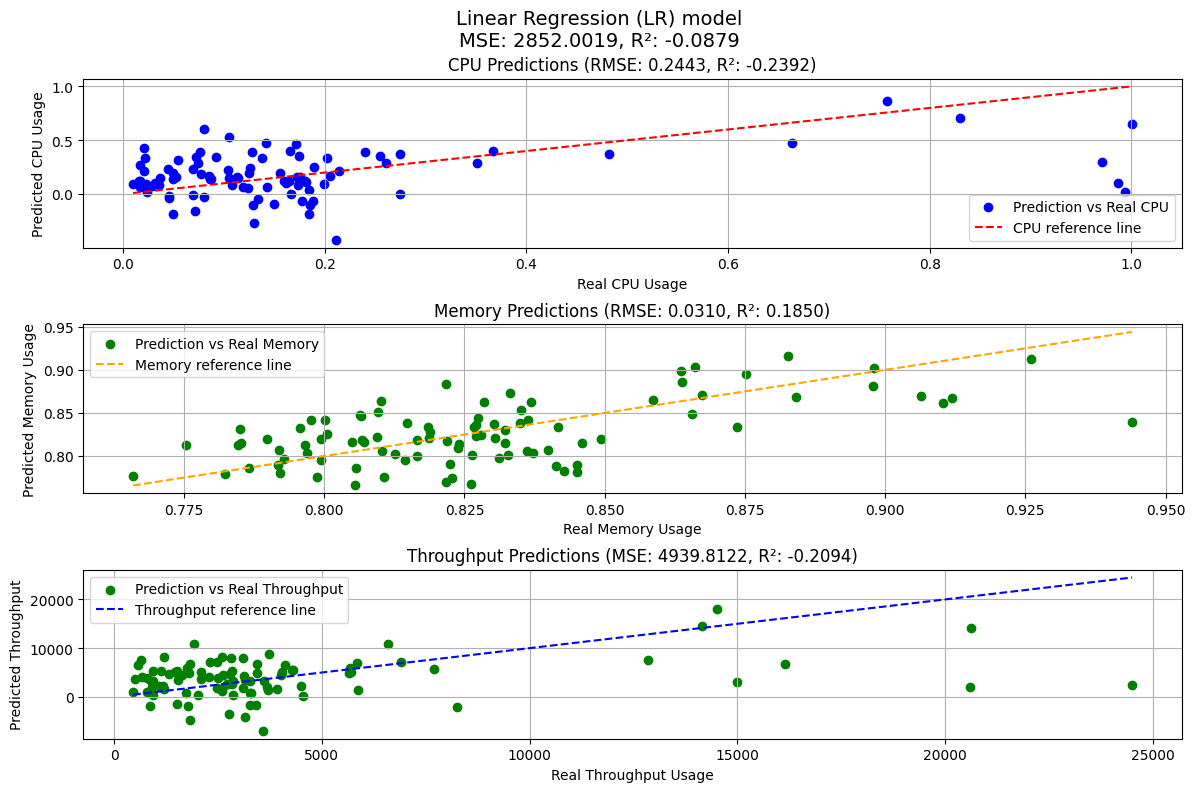 Linear Regression (LR) model
MSE: 2852.0019, R²: -0.0879
CPU Predictions (RMSE: 0.2443, R²: -0.2392)
Predicted CPU Usage
1.0
0.5
0.0
Prediction vs Real CPU
CPU reference line
0.0 0.2 0.4 0.6 0.8 1.0
Real CPU Usage
Memory Predictions (RMSE: 0.0310, R²: 0.1850)
Predicted Memory Usage
0.95
0.90
0.85
0.80
Prediction vs Real Memory
Memory reference line
0.775 0.800 0.825 0.850 0.875 0.900 0.925 0.950
Real Memory Usage
Throughput Predictions (MSE: 4939.8122, R²: -0.2094)
Predicted Throughput
20000
10000
0
Prediction vs Real Throughput
Throughput reference line
0 5000 10000 15000 20000 25000
Real Throughput Usage